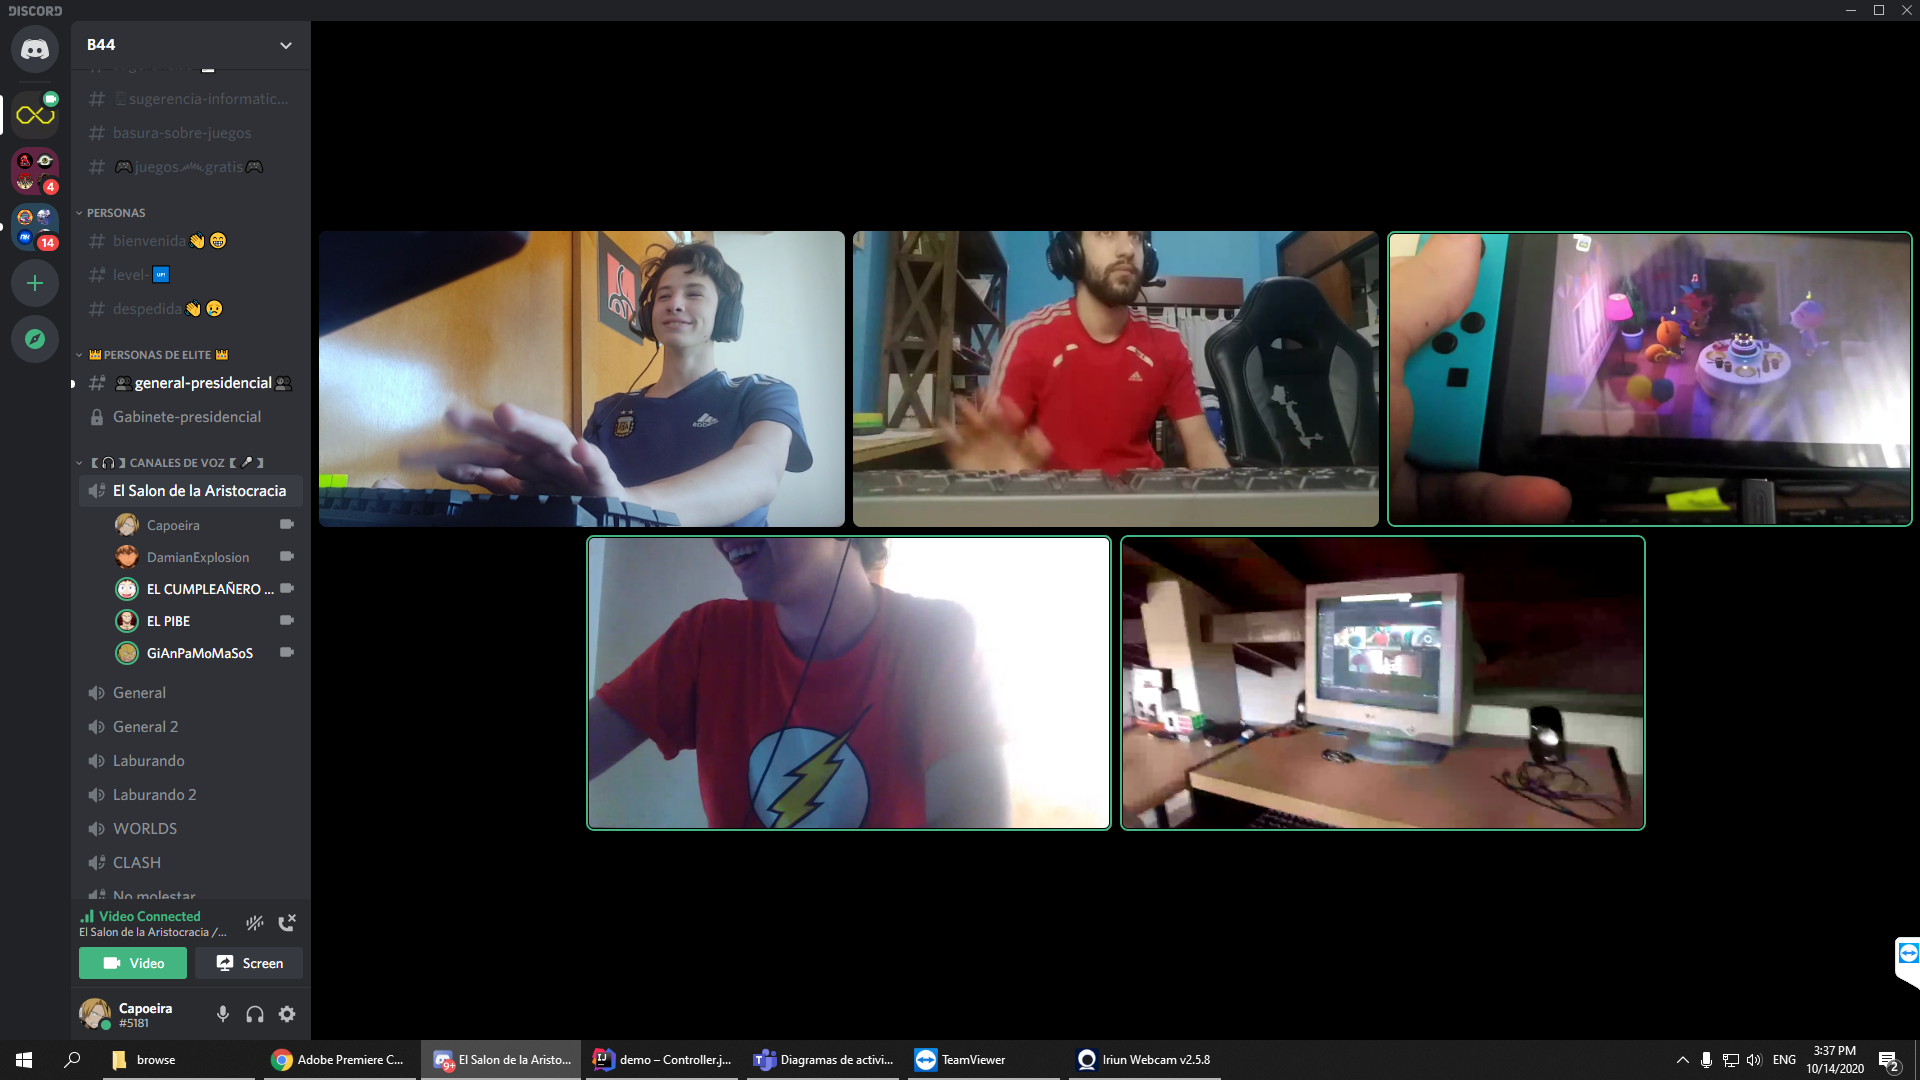 DISCORD
B44
sugerencia-informatic...
basura-sobre-juegos
juegos gratis
PERSONAS
bienvenida
level-UP!
despedida
PERSONAS DE ELITE
general-presidencial
Gabinete-presidencial
CANALES DE VOZ
El Salon de la Aristocracia
Capoeira
DamianExplosion
EL CUMPLEAÑERO ...
EL PIBE
GiAnPaMoMaSoS
General
General 2
Laburando
Laburando 2
WORLDS
CLASH
No molestar
Video Connected
El Salon de la Aristocracia /...
Video
Screen
Capoeira
#5181
4
14
adidas
browse
Adobe Premiere C...
9+
El Salon de la Aristo...
IJ
demo – Controller.j...
Diagramas de activi...
TeamViewer
Iriun Webcam v2.5.8
ENG
3:37 PM
10/14/2020
2